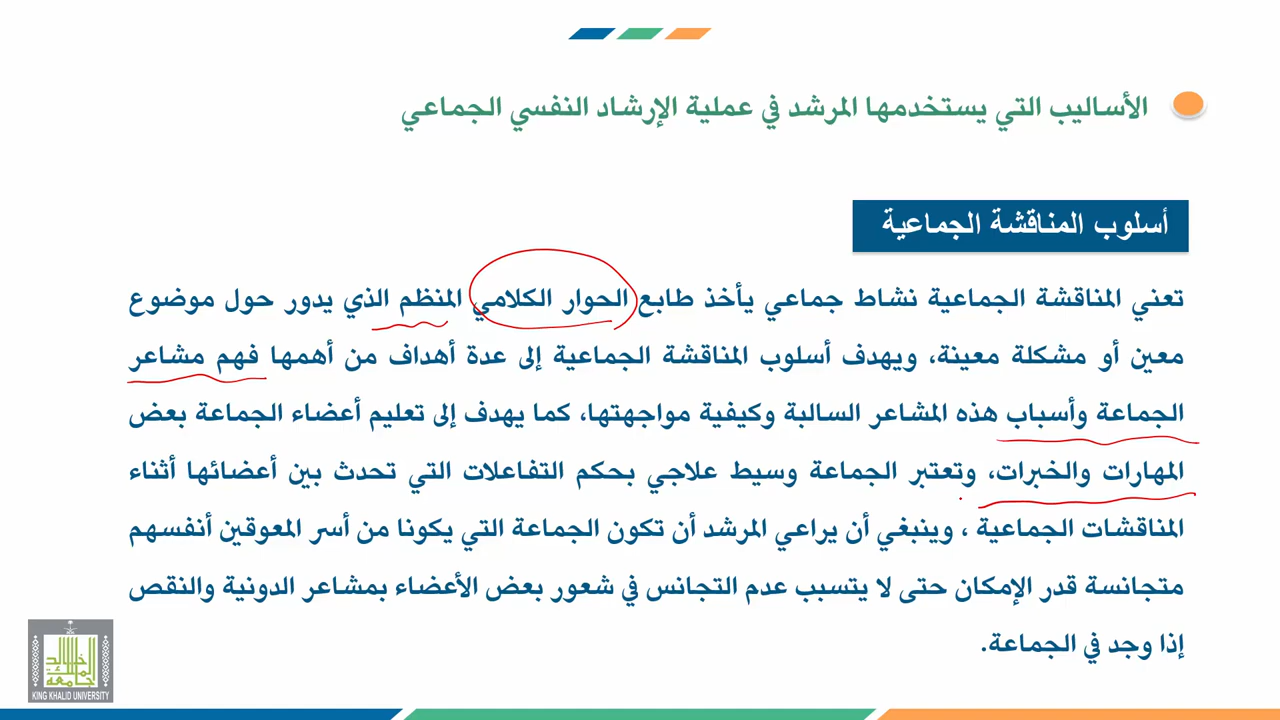 الأساليب التي يستخدمها المرشد في عملية الإرشاد النفسي الجماعي
أسلوب المناقشة الجماعية
تعني المناقشة الجماعية نشاط جماعي يأخذ طابع الحوار الكلامي المنظم الذي يدور حول موضوع
معين أو مشكلة معينة، ويهدف أسلوب المناقشة الجماعية إلى عدة أهداف من أهمها فهم مشاعر
الجماعة وأسباب هذه المشاعر السالبة وكيفية مواجهتها، كما يهدف إلى تعليم أعضاء الجماعة بعض
المهارات والخبرات، وتعتبر الجماعة وسيط علاجي بحكم التفاعلات التي تحدث بين أعضائها أثناء
المناقشات الجماعية ، وينبغي أن يراعي المرشد أن تكون الجماعة التي يكونا من أسر المعوقين أنفسهم
متجانسة قدر الإمكان حتى لا يتسبب عدم التجانس في شعور بعض الأعضاء بمشاعر الدونية والنقص
إذا وجد في الجماعة.
جامعة الملك خالد
KING KHALID UNIVERSITY